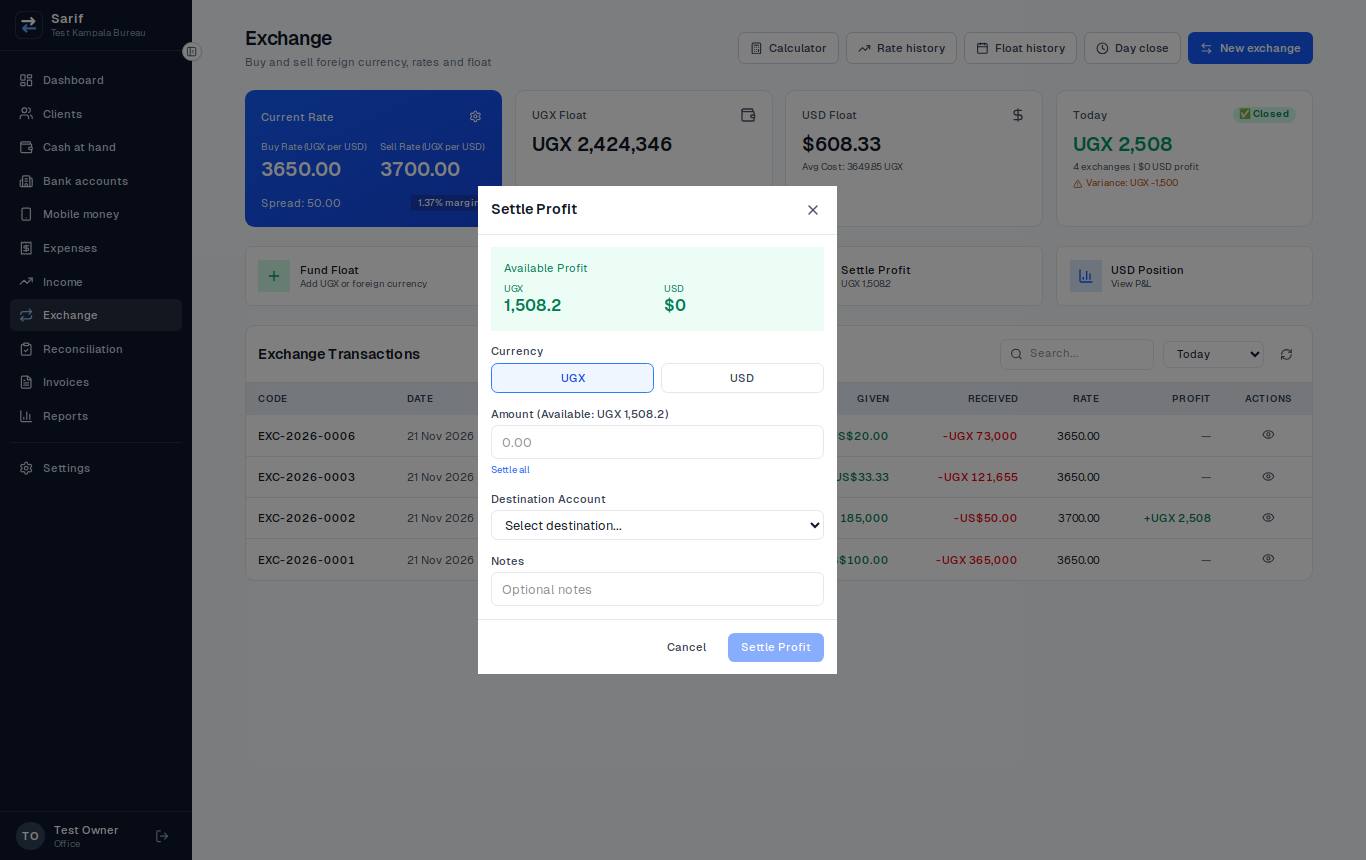 Sarif
Test Kampala Bureau
Dashboard
Clients
Cash at hand
Bank accounts
Mobile money
Expenses
Income
Exchange
Reconciliation
Invoices
Reports
Settings
TO
Test Owner
Office
Exchange
Buy and sell foreign currency, rates and float
Calculator
Rate history
Float history
Day close
New exchange
Current Rate
Buy Rate (UGX per USD)
3650.00
Sell Rate (UGX per USD)
3700.00
Spread: 50.00
1.37% margin
UGX Float
UGX 2,424,346
USD Float
$608.33
Avg Cost: 3649.85 UGX
Today
✅ Closed
UGX 2,508
4 exchanges | $0 USD profit
Variance: UGX -1,500
Fund Float
Add UGX or foreign currency
Settle Profit
UGX 1,508.2
USD Position
View P&L
Exchange Transactions
Search...
Today
CODE DATE GIVEN RECEIVED RATE PROFIT ACTIONS
EXC-2026-0006 21 Nov 2026 US$20.00 -UGX 73,000 3650.00 —
EXC-2026-0003 21 Nov 2026 US$33.33 -UGX 121,655 3650.00 —
EXC-2026-0002 21 Nov 2026 185,000 -US$50.00 3700.00 +UGX 2,508
EXC-2026-0001 21 Nov 2026 $100.00 -UGX 365,000 3650.00 —
Settle Profit
Available Profit
UGX
1,508.2
USD
$0
Currency
UGX
USD
Amount (Available: UGX 1,508.2)
0.00
Settle all
Destination Account
Select destination...
Notes
Optional notes
Cancel
Settle Profit